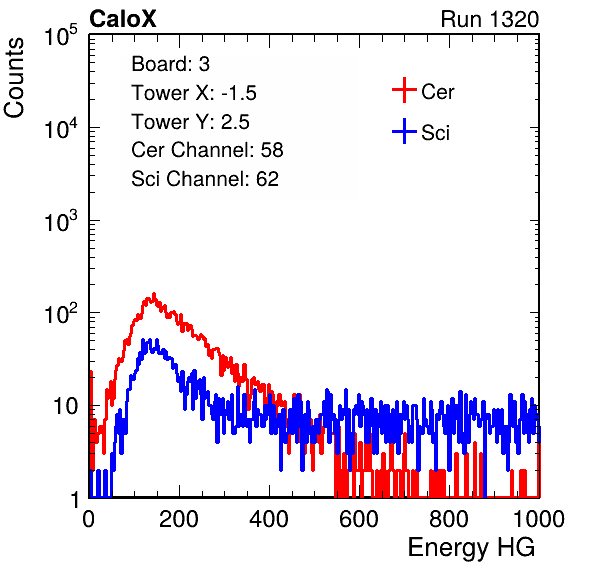 CaloX
Run 1320
Counts
10^5
10^4
10^3
10^2
10
1
Board: 3
Tower X: -1.5
Tower Y: 2.5
Cer Channel: 58
Sci Channel: 62
Cer
Sci
0 200 400 600 800 1000
Energy HG